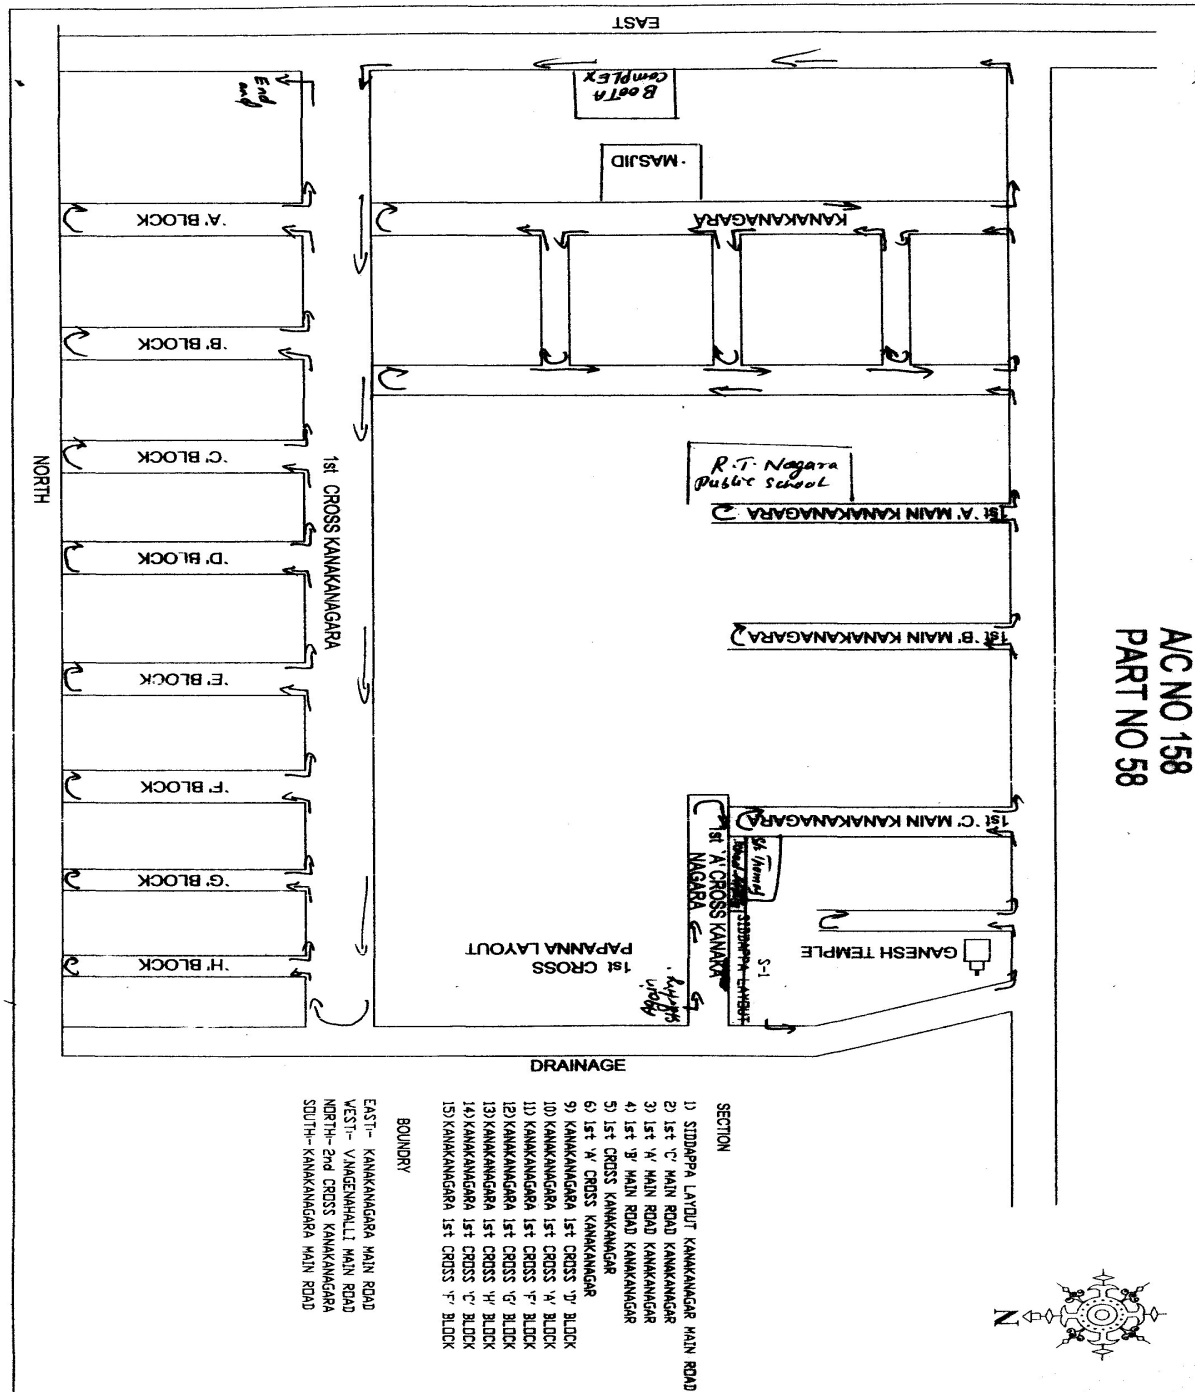 A/C NO 158
PART NO 58
EAST
NORTH
End
BooTA
complEX
MASJID
KANAKANAGARA
'A' BLOCK
'B' BLOCK
'C' BLOCK
'D' BLOCK
'E' BLOCK
'F' BLOCK
'G' BLOCK
'H' BLOCK
1st CROSS KANAKANAGARA
R.T. Nagara
Public School
1st 'A' MAIN KANAKANAGARA
1st 'B' MAIN KANAKANAGARA
1st 'C' MAIN KANAKANAGARA
1st 'A' CROSS KANAKA
NAGARA
St Thomas
SIDDAPPA LAYOUT
S-1
GANESH TEMPLE
1st CROSS
PAPANNA LAYOUT
DRAINAGE
SECTION
1) SIDDAPPA LAYOUT KANAKANAGAR MAIN ROAD
2) 1st 'C' MAIN ROAD KANAKANAGAR
3) 1st 'A' MAIN ROAD KANAKANAGAR
4) 1st 'B' MAIN ROAD KANAKANAGAR
5) 1st CROSS KANAKANAGAR
6) 1st 'A' CROSS KANAKANAGAR
9) KANAKANAGARA 1st CROSS 'D' BLOCK
10) KANAKANAGARA 1st CROSS 'A' BLOCK
11) KANAKANAGARA 1st CROSS 'F' BLOCK
12) KANAKANAGARA 1st CROSS 'G' BLOCK
13) KANAKANAGARA 1st CROSS 'H' BLOCK
14) KANAKANAGARA 1st CROSS 'C' BLOCK
15) KANAKANAGARA 1st CROSS 'F' BLOCK
BOUNDRY
EAST:- KANAKANAGARA MAIN ROAD
WEST:- V.NAGENAHALLI MAIN ROAD
NORTH:- 2nd CROSS KANAKANAGARA
SOUTH:- KANAKANAGARA MAIN ROAD
N